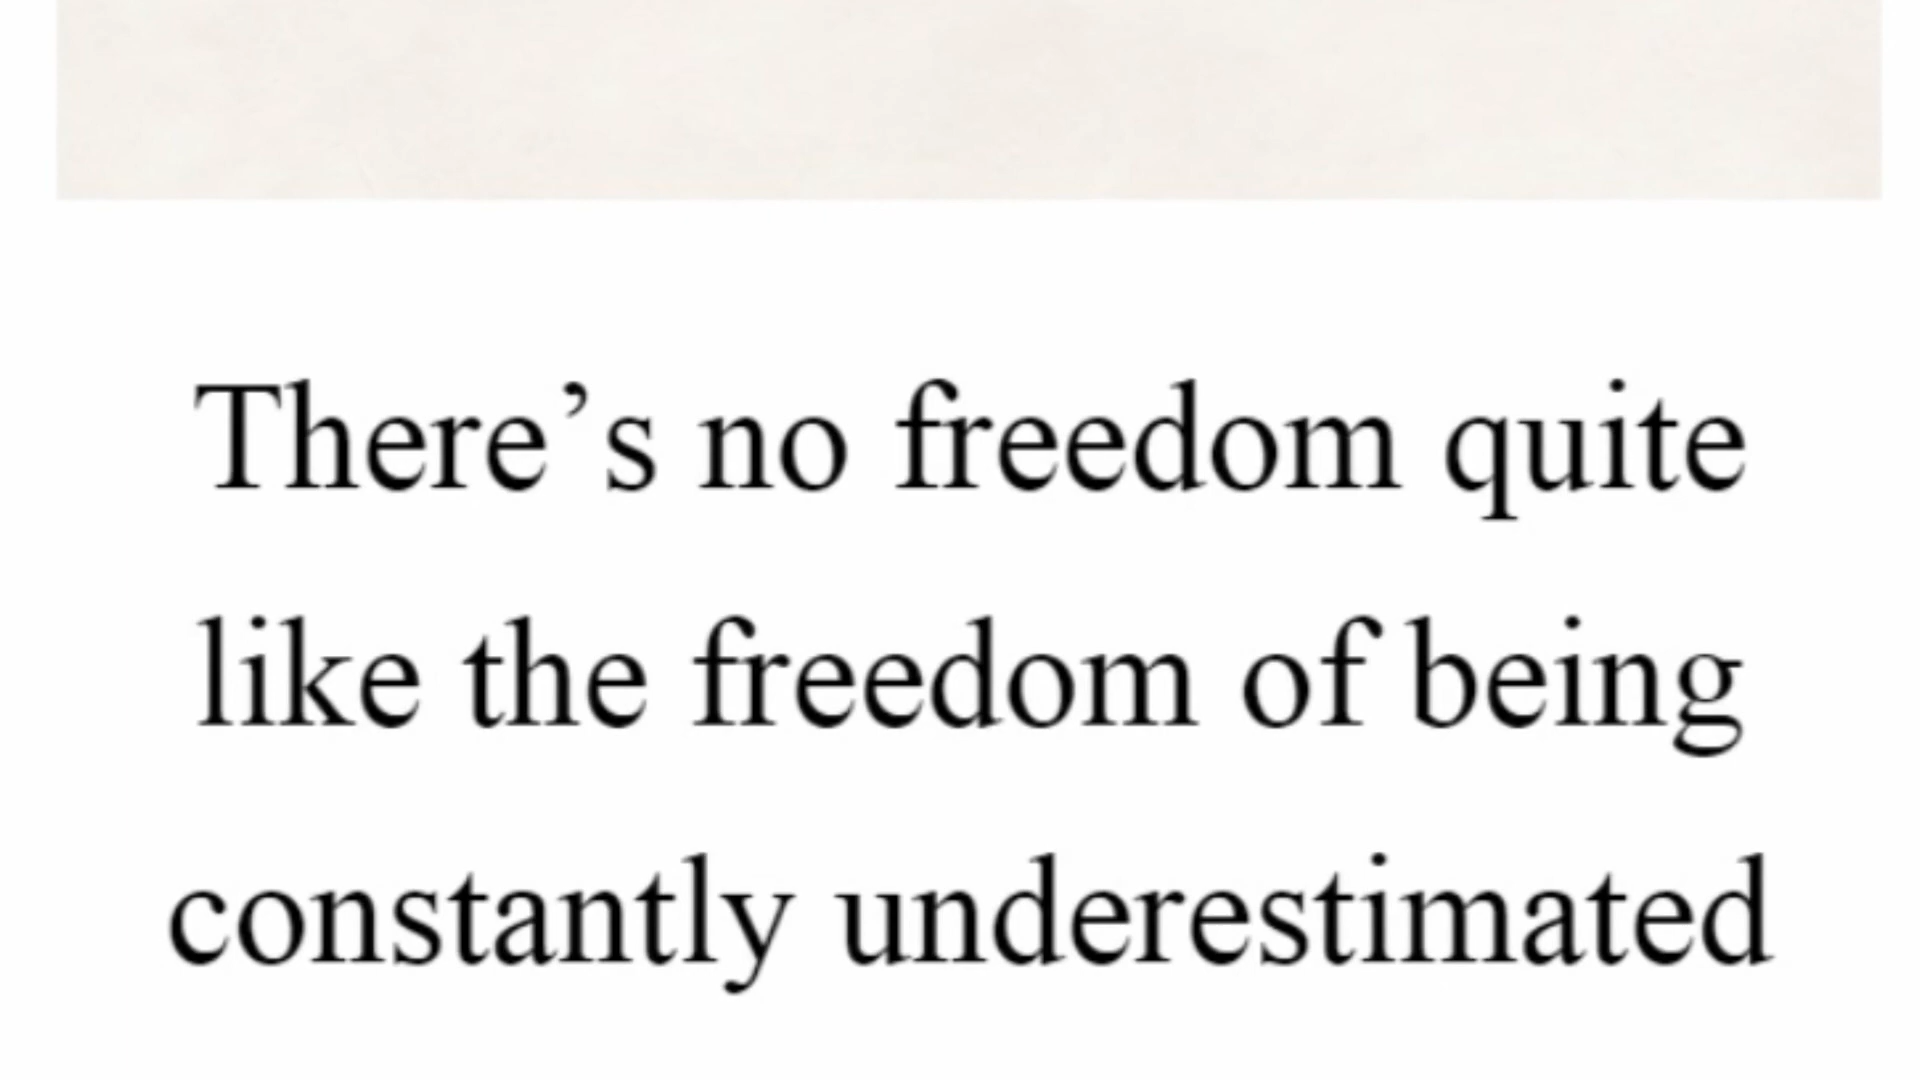 There’s no freedom quite
like the freedom of being
constantly underestimated